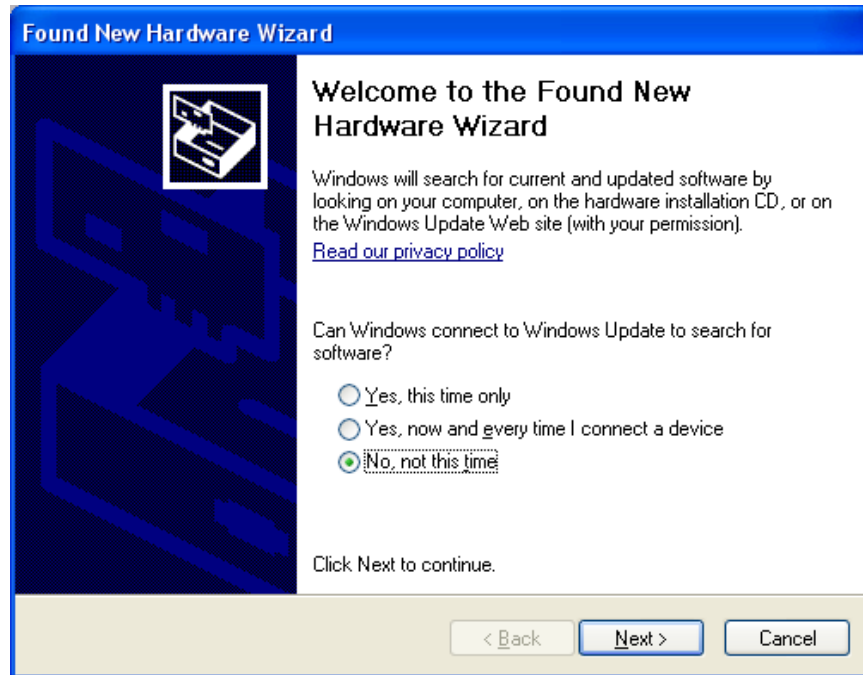 Found New Hardware Wizard
Welcome to the Found New
Hardware Wizard
Windows will search for current and updated software by
looking on your computer, on the hardware installation CD, or on
the Windows Update Web site (with your permission).
Read our privacy policy
Can Windows connect to Windows Update to search for
software?
Yes, this time only
Yes, now and every time I connect a device
No, not this time
Click Next to continue.
< Back
Next >
Cancel